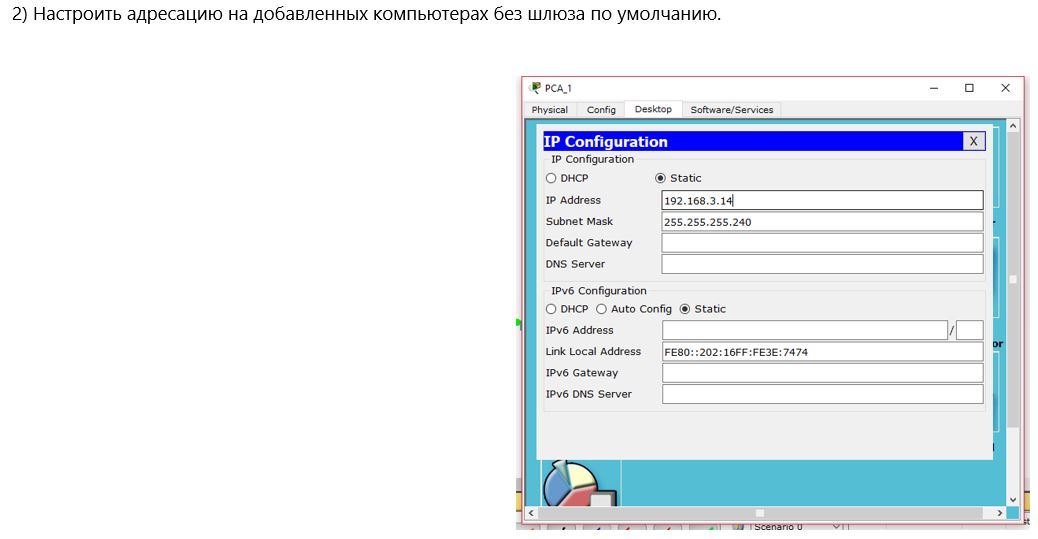 2) Настроить адресацию на добавленных компьютерах без шлюза по умолчанию.
PCA_1
Physical Config Desktop Software/Services
IP Configuration X
IP Configuration
DHCP Static
IP Address 192.168.3.14
Subnet Mask 255.255.255.240
Default Gateway
DNS Server
IPv6 Configuration
DHCP Auto Config Static
IPv6 Address /
Link Local Address FE80::202:16FF:FE3E:7474
IPv6 Gateway
IPv6 DNS Server
or
Scenario 0